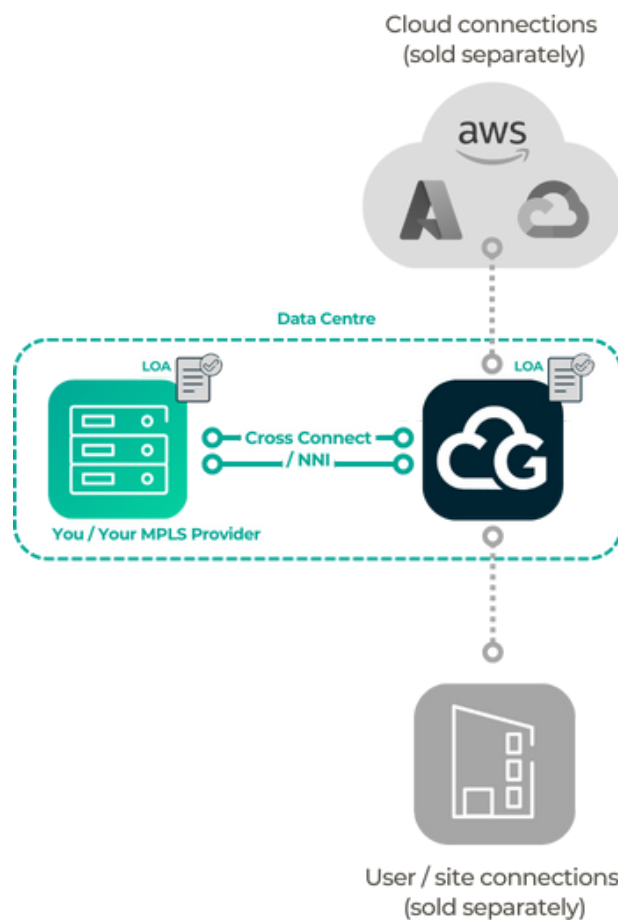 Cloud connections
(sold separately)
aws
Data Centre
LOA
LOA
Cross Connect
/ NNI
G
You / Your MPLS Provider
User / site connections
(sold separately)